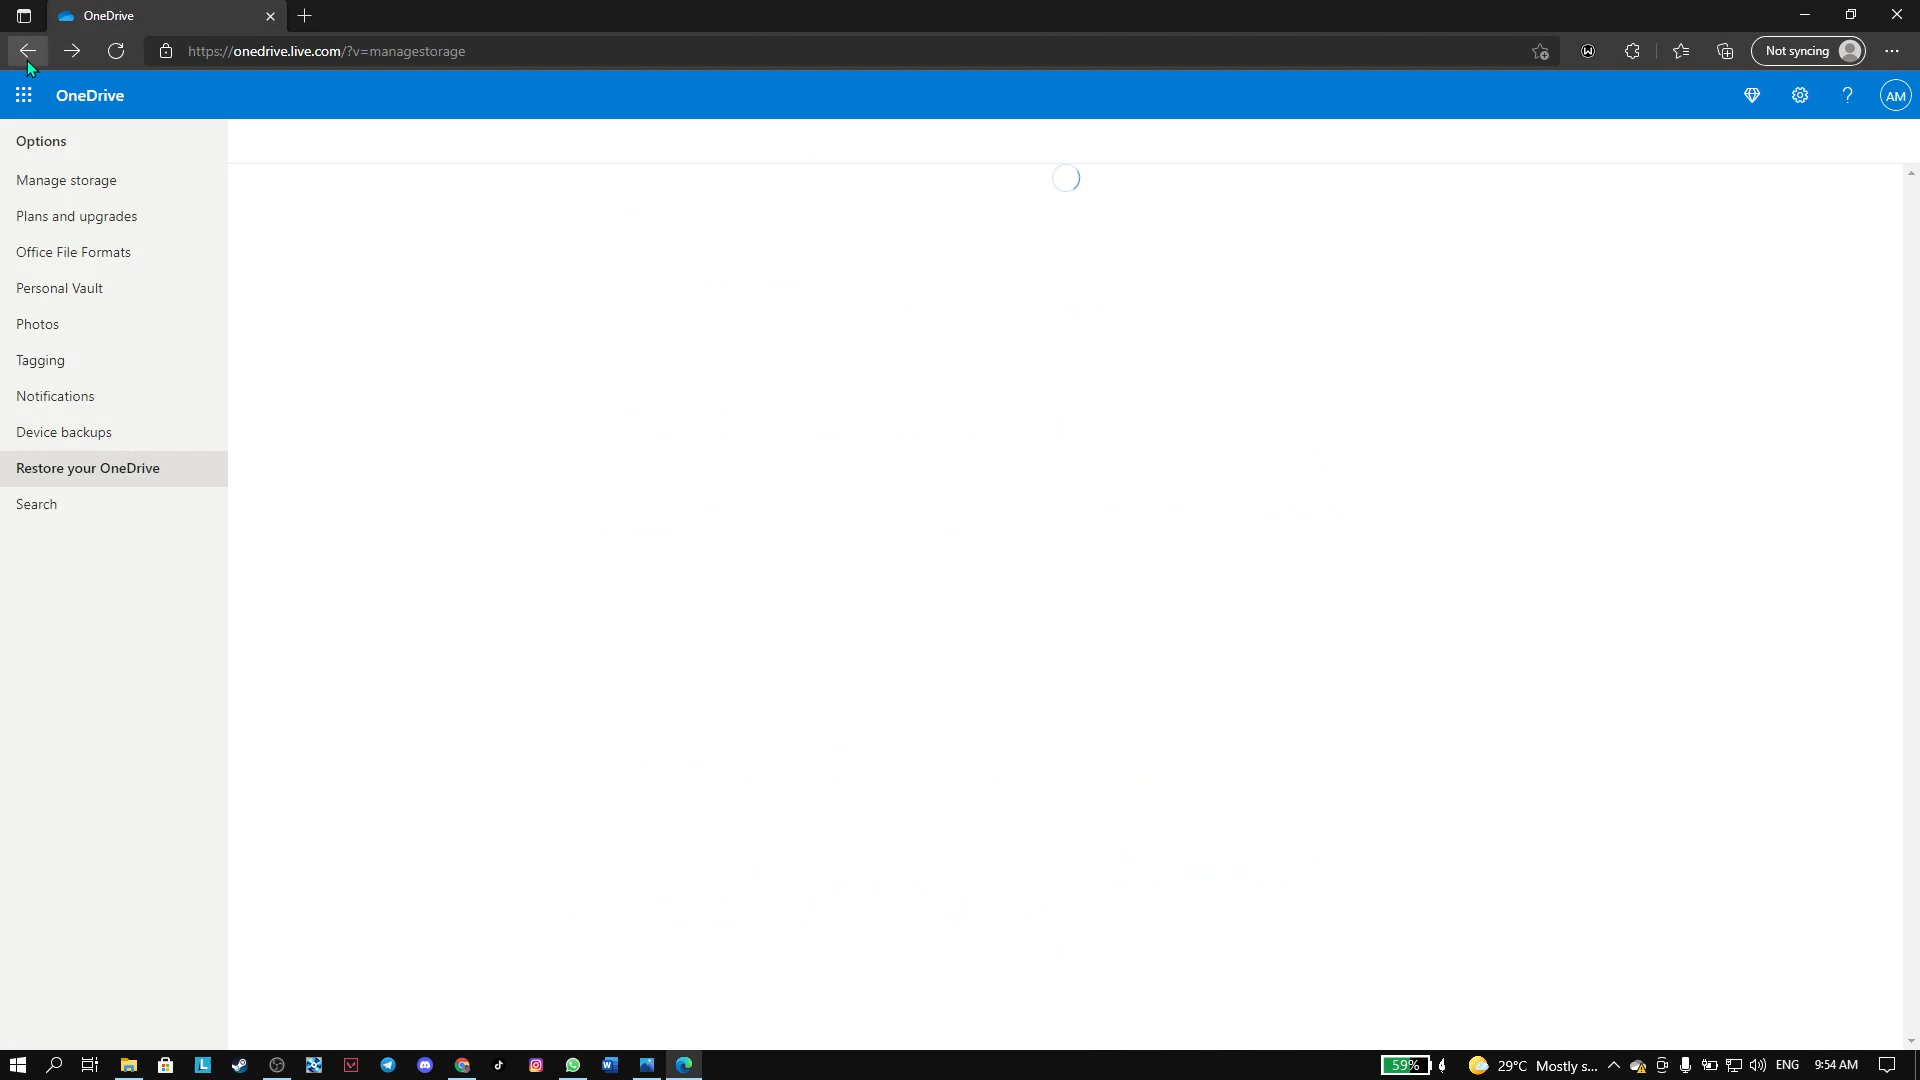 OneDrive
https://onedrive.live.com/?v=managestorage
Not syncing
OneDrive
AM
Options
Manage storage
Plans and upgrades
Office File Formats
Personal Vault
Photos
Tagging
Notifications
Device backups
Restore your OneDrive
Search
59%
29°C Mostly s...
ENG
9:54 AM